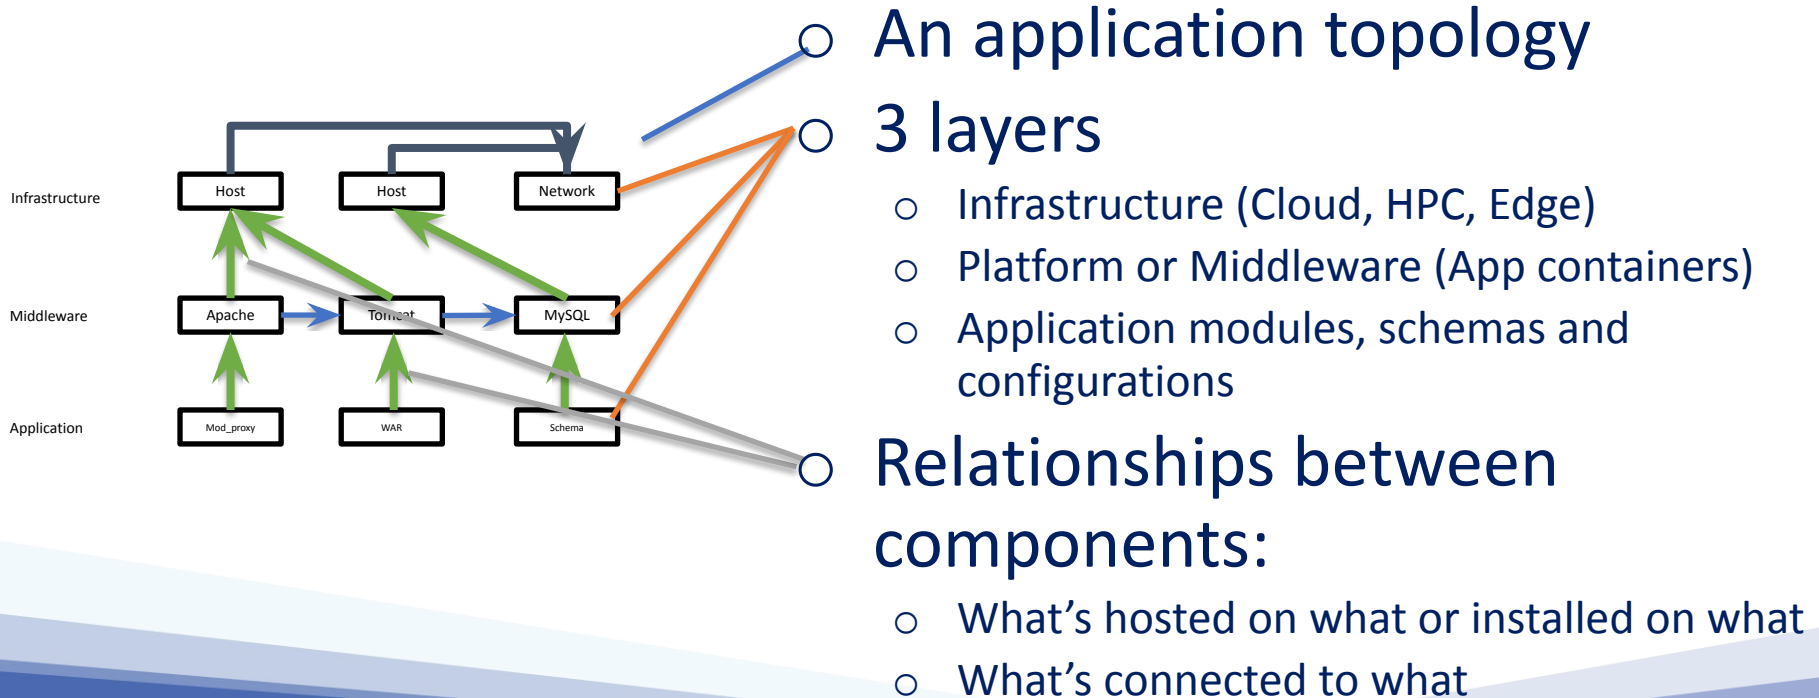 Infrastructure
Host
Host
Network
Middleware
Apache
Tomcat
MySQL
Application
Mod_proxy
WAR
Schema
An application topology
3 layers
Infrastructure (Cloud, HPC, Edge)
Platform or Middleware (App containers)
Application modules, schemas and
configurations
Relationships between
components:
What’s hosted on what or installed on what
What’s connected to what